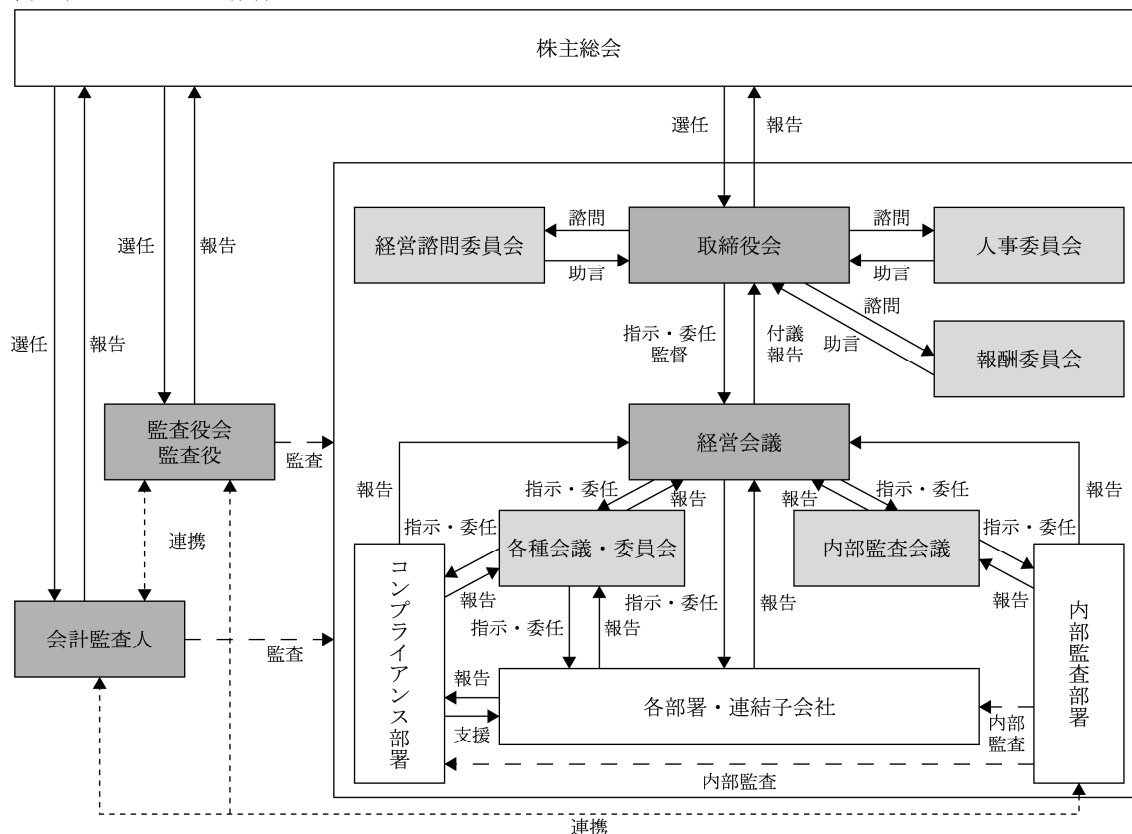 株主総会
選任
報告
諮問
諮問
経営諮問委員会
取締役会
人事委員会
選任
報告
助言
助言
諮問
選任
報告
指示・委任
監督
付議
報告
助言
報酬委員会
監査役会
監査役
経営会議
監査
報告
指示・委任
報告
報告
指示・委任
報告
連携
指示・委任
各種会議・委員会
内部監査会議
指示・委任
コンプライアンス部署
報告
指示・委任
報告
報告
内部監査部署
会計監査人
指示・委任
報告
監査
報告
各部署・連結子会社
支援
内部
監査
内部監査
連携